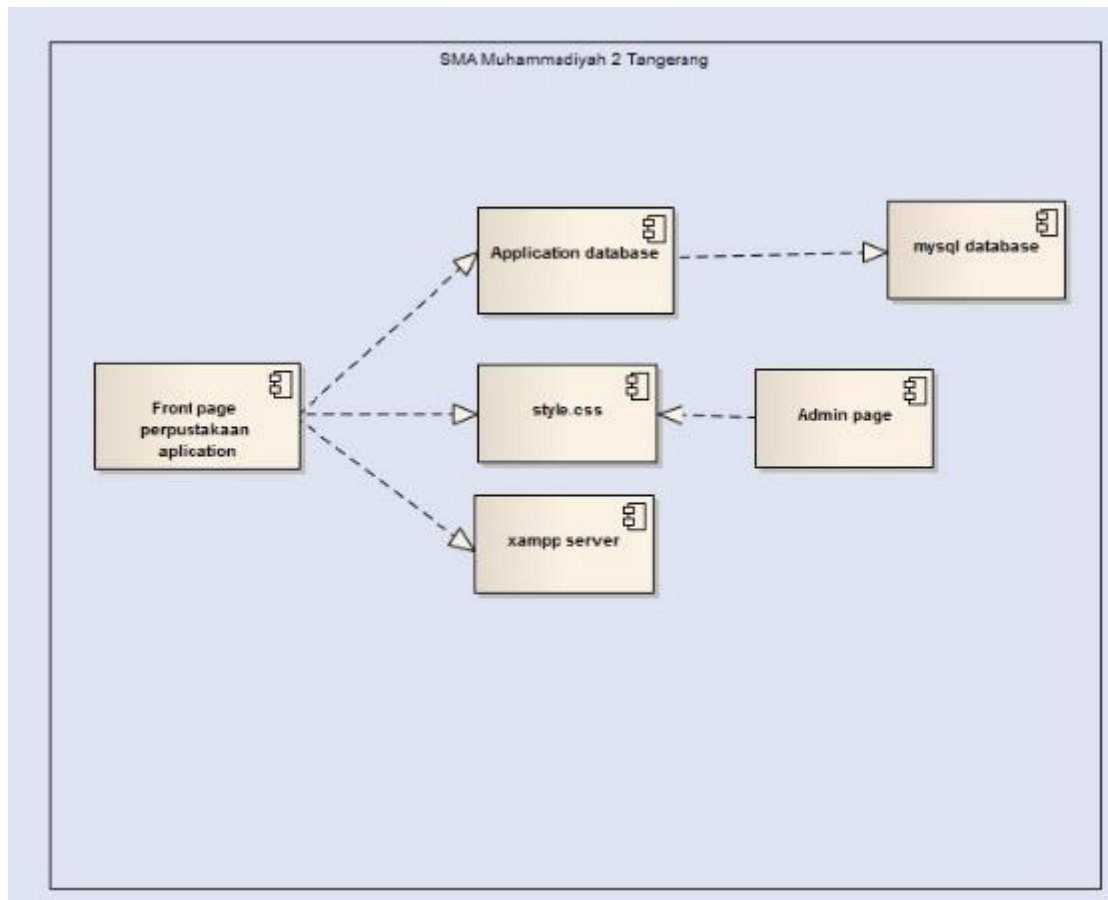 SMA Muhammadiyah 2 Tangerang
Application database
mysql database
Front page
perpustakaan
aplication
style.css
Admin page
xampp server